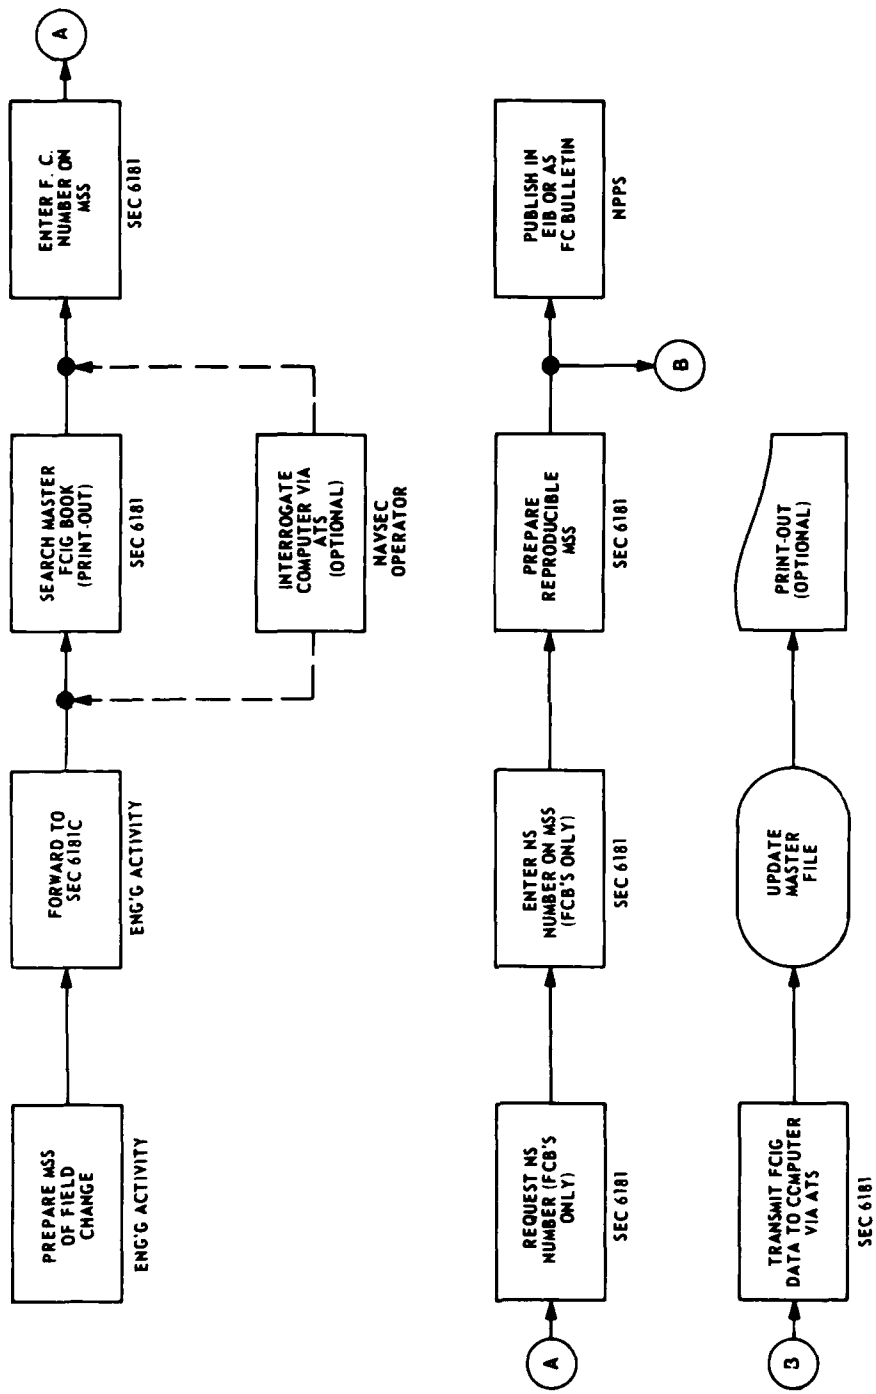 PREPARE MSS
OF FIELD
CHANGE
ENG'G ACTIVITY
FORWARD TO
SEC 6181C
ENG'G ACTIVITY
SEARCH MASTER
FCIG BOOK
(PRINT-OUT)
SEC 6181
INTERROGATE
COMPUTER VIA
ATS
(OPTIONAL)
NAVSEC
OPERATOR
ENTER F. C.
NUMBER ON
MSS
SEC 6181
A
A
REQUEST NS
NUMBER (FCB'S
ONLY)
SEC 6181
ENTER NS
NUMBER ON MSS
(FCB'S ONLY)
SEC 6181
PREPARE
REPRODUCIBLE
MSS
SEC 6181
B
PUBLISH IN
EIB OR AS
FC BULLETIN
NPPS
B
TRANSMIT FCIG
DATA TO COMPUTER
VIA ATS
SEC 6181
UPDATE
MASTER
FILE
PRINT-OUT
(OPTIONAL)